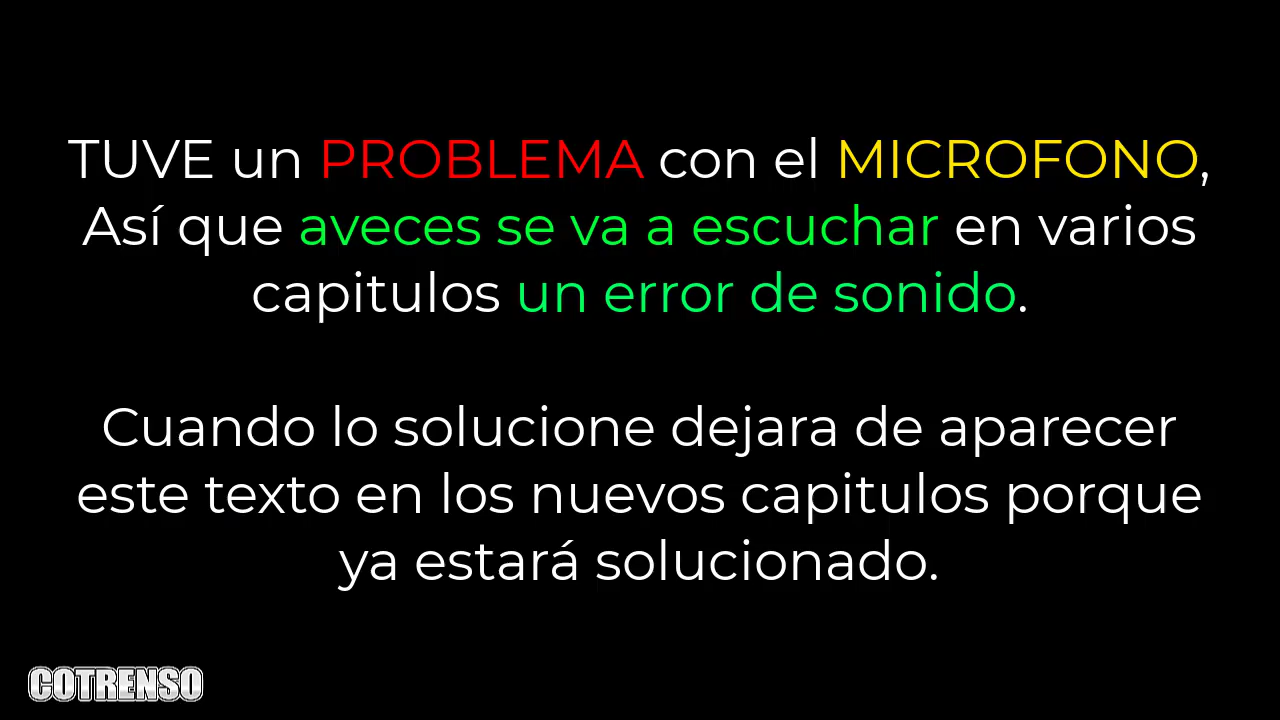 TUVE un PROBLEMA con el MICROFONO,
Así que aveces se va a escuchar en varios
capitulos un error de sonido.
Cuando lo solucione dejara de aparecer
este texto en los nuevos capitulos porque
ya estará solucionado.
COTRENSO